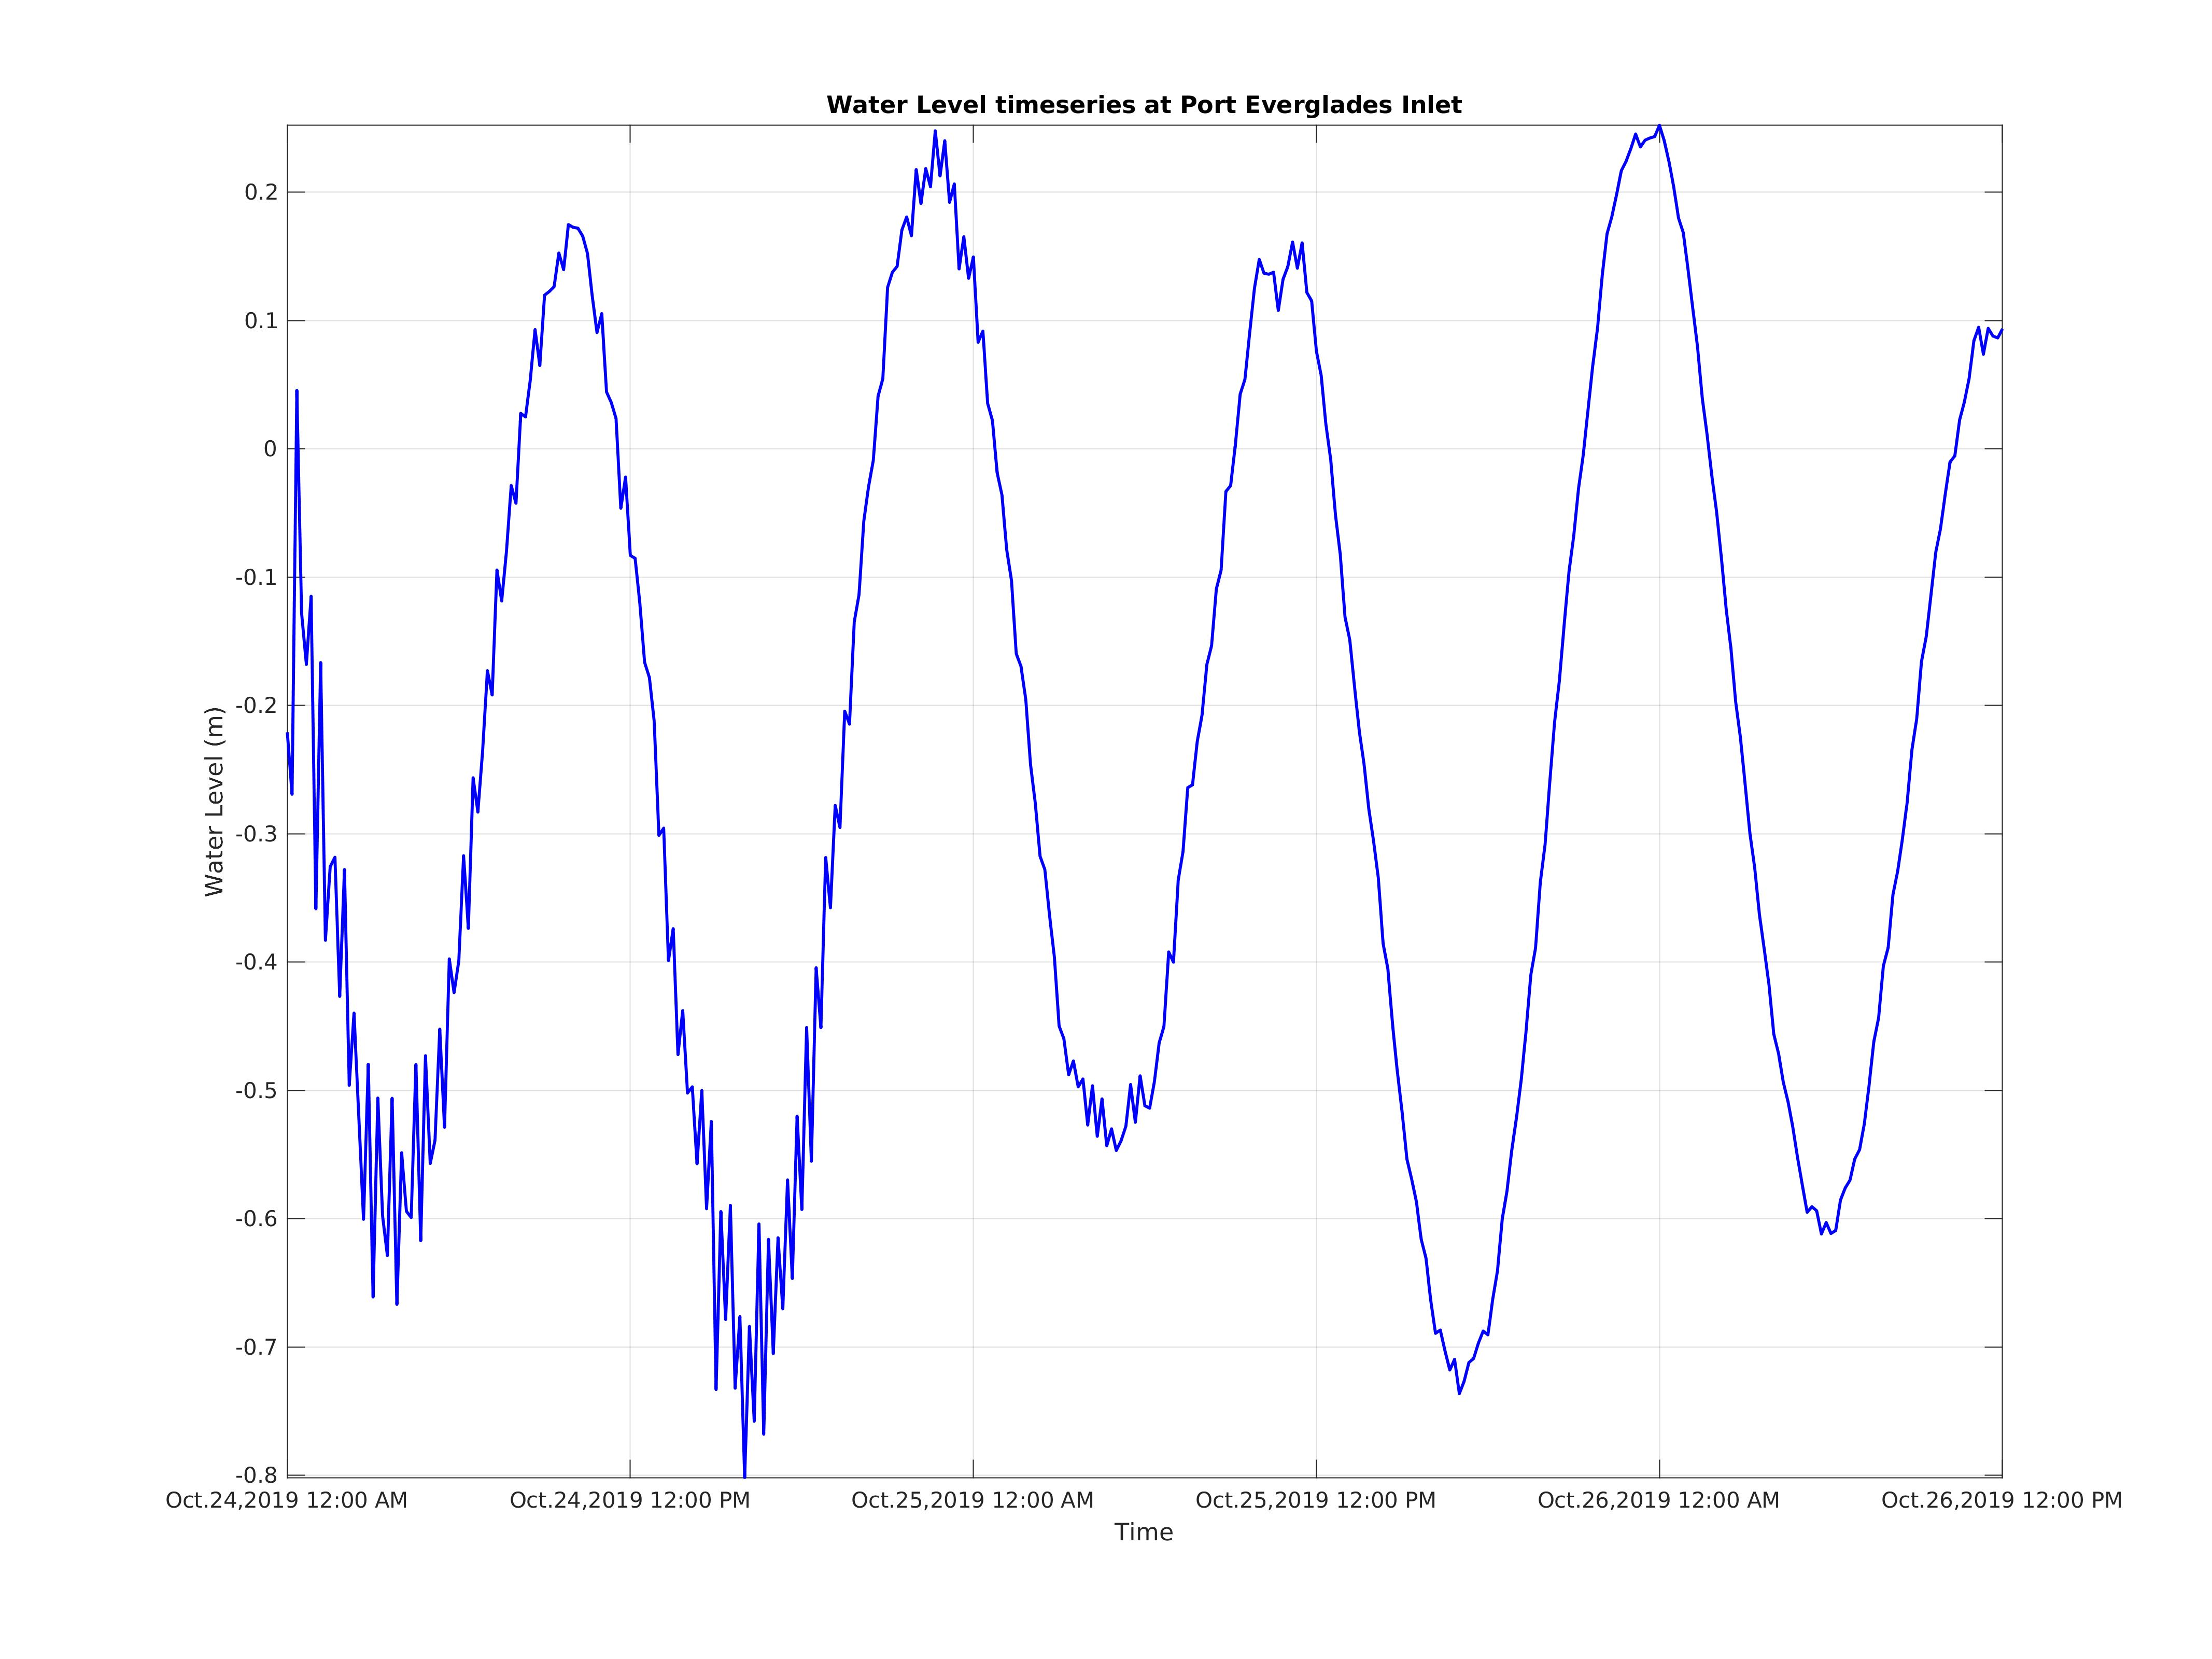 Water Level timeseries at Port Everglades Inlet
0.2
0.1
0
-0.1
-0.2
-0.3
-0.4
-0.5
-0.6
-0.7
-0.8
Water Level (m)
Oct.24,2019 12:00 AM Oct.24,2019 12:00 PM Oct.25,2019 12:00 AM Oct.25,2019 12:00 PM Oct.26,2019 12:00 AM Oct.26,2019 12:00 PM
Time